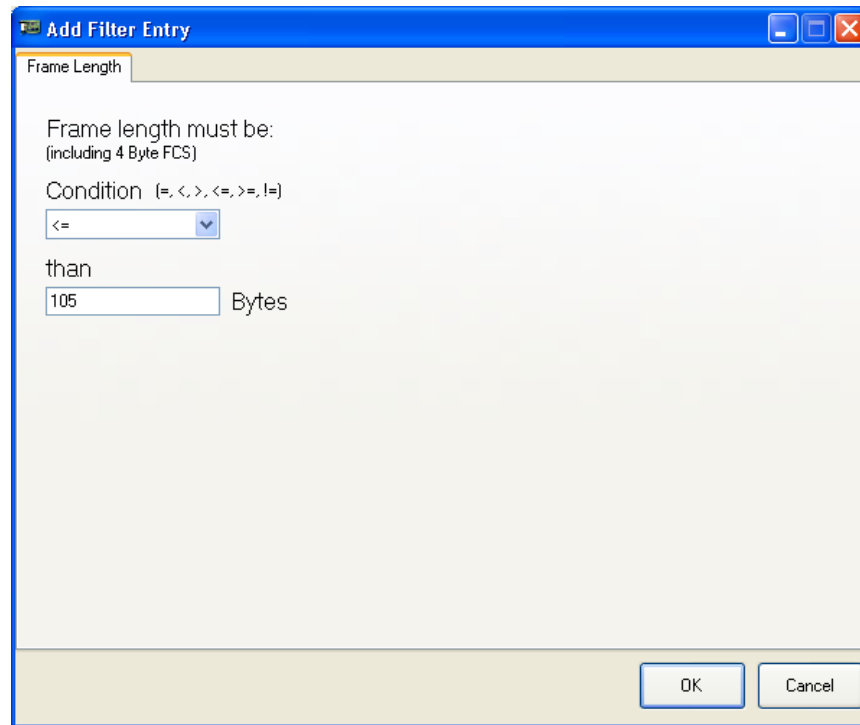 Add Filter Entry
Frame Length
Frame length must be:
(including 4 Byte FCS)
Condition (=, <, >, <=, >=, !=)
<=
than
105 Bytes
OK Cancel